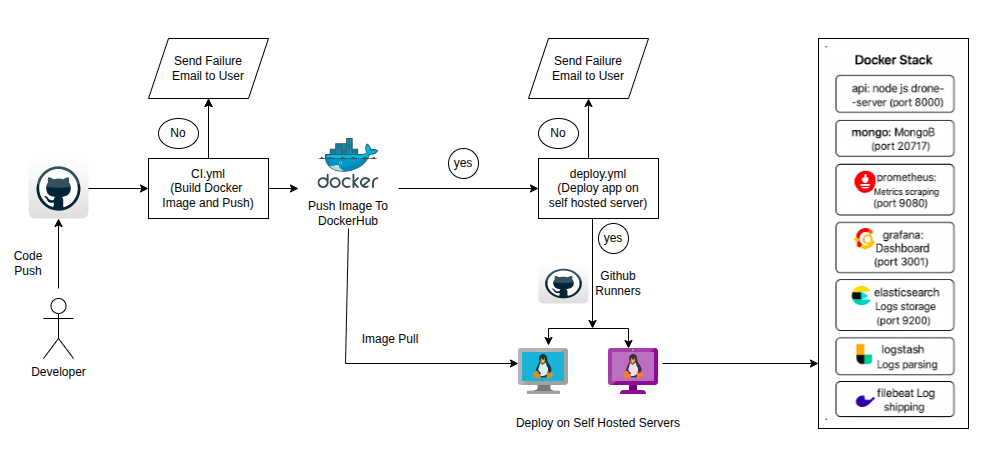 Send Failure
Email to User
No
CI.yml
(Build Docker
Image and Push)
Code
Push
Developer
docker
Push Image To
DockerHub
yes
Image Pull
Send Failure
Email to User
No
deploy.yml
(Deploy app on
self hosted server)
yes
Github
Runners
Deploy on Self Hosted Servers
Docker Stack
api: node js drone-
-server (port 8000)
mongo: MongoB
(port 20717)
prometheus:
Metrics scraping
(port 9080)
grafana:
Dashboard
(port 3001)
elasticsearch
Logs storage
(port 9200)
logstash
Logs parsing
filebeat Log
shipping